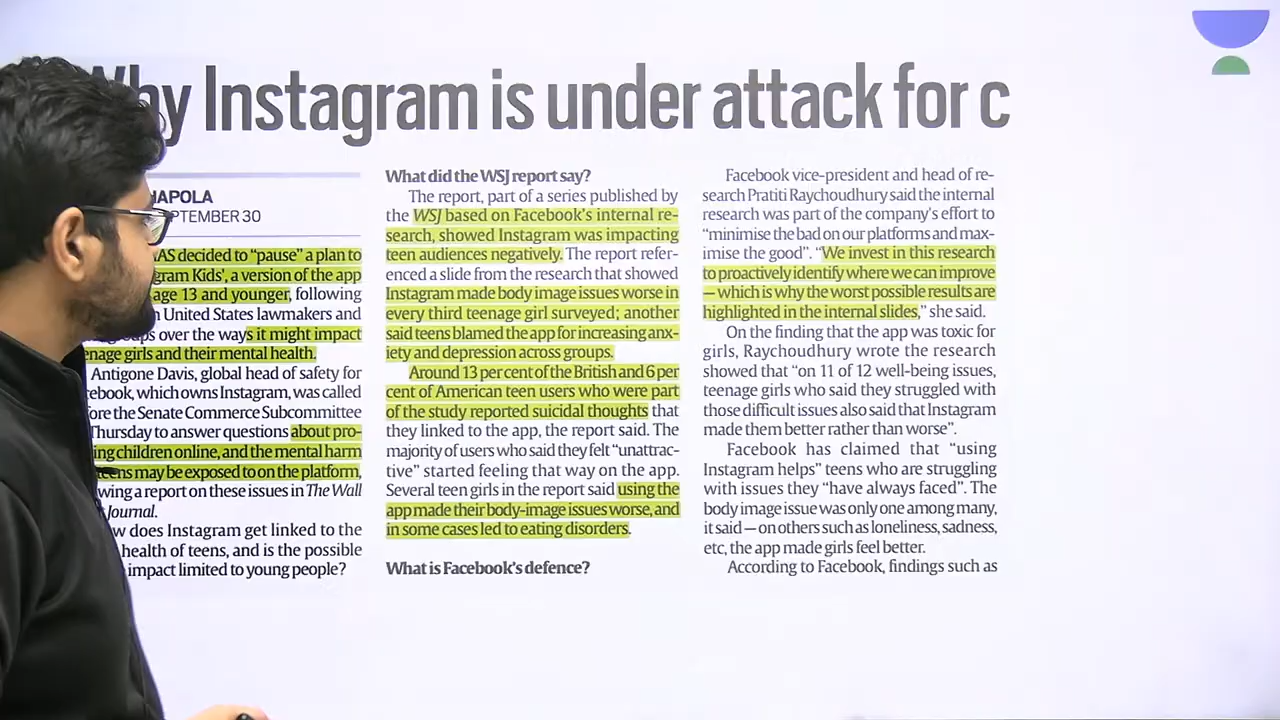 Why Instagram is under attack for c
HAPOLA
SEPTEMBER 30
AS decided to “pause” a plan to
gram Kids’, a version of the app
age 13 and younger, following
United States lawmakers and
over the ways it might impact
enage girls and their mental health.
Antigone Davis, global head of safety for
ebook, which owns Instagram, was called
fore the Senate Commerce Subcommittee
Thursday to answer questions about pro-
ing children online, and the mental harm
teens may be exposed to on the platform,
wing a report on these issues in The Wall
Journal.
w does Instagram get linked to the
health of teens, and is the possible
impact limited to young people?
What did the WSJ report say?
The report, part of a series published by
the WSJ based on Facebook’s internal re-
search, showed Instagram was impacting
teen audiences negatively. The report refer-
enced a slide from the research that showed
Instagram made body image issues worse in
every third teenage girl surveyed; another
said teens blamed the app for increasing anx-
iety and depression across groups.
Around 13 per cent of the British and 6 per
cent of American teen users who were part
of the study reported suicidal thoughts that
they linked to the app, the report said. The
majority of users who said they felt “unattrac-
tive” started feeling that way on the app.
Several teen girls in the report said using the
app made their body-image issues worse, and
in some cases led to eating disorders.
What is Facebook’s defence?
Facebook vice-president and head of re-
search Pratiti Raychoudhury said the internal
research was part of the company’s effort to
“minimise the bad on our platforms and max-
imise the good”. “We invest in this research
to proactively identify where we can improve
— which is why the worst possible results are
highlighted in the internal slides,” she said.
On the finding that the app was toxic for
girls, Raychoudhury wrote the research
showed that “on 11 of 12 well-being issues,
teenage girls who said they struggled with
those difficult issues also said that Instagram
made them better rather than worse”.
Facebook has claimed that “using
Instagram helps” teens who are struggling
with issues they “have always faced”. The
body image issue was only one among many,
it said — on others such as loneliness, sadness,
etc, the app made girls feel better.
According to Facebook, findings such as